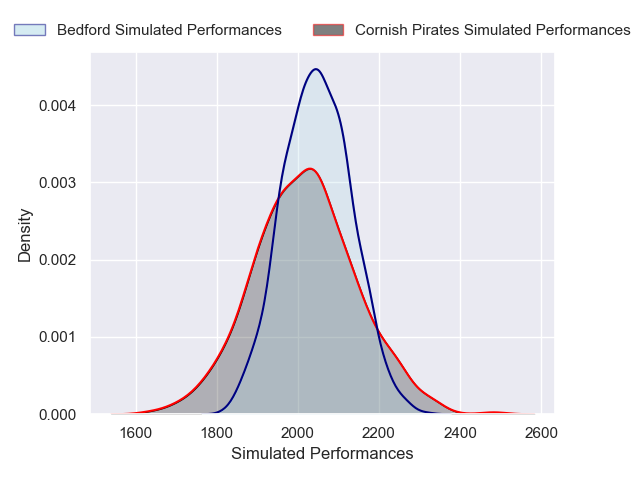 Bedford Simulated Performances
Cornish Pirates Simulated Performances
0.004
0.003
0.002
0.001
0.000
Density
1600 1800 2000 2200 2400 2600
Simulated Performances